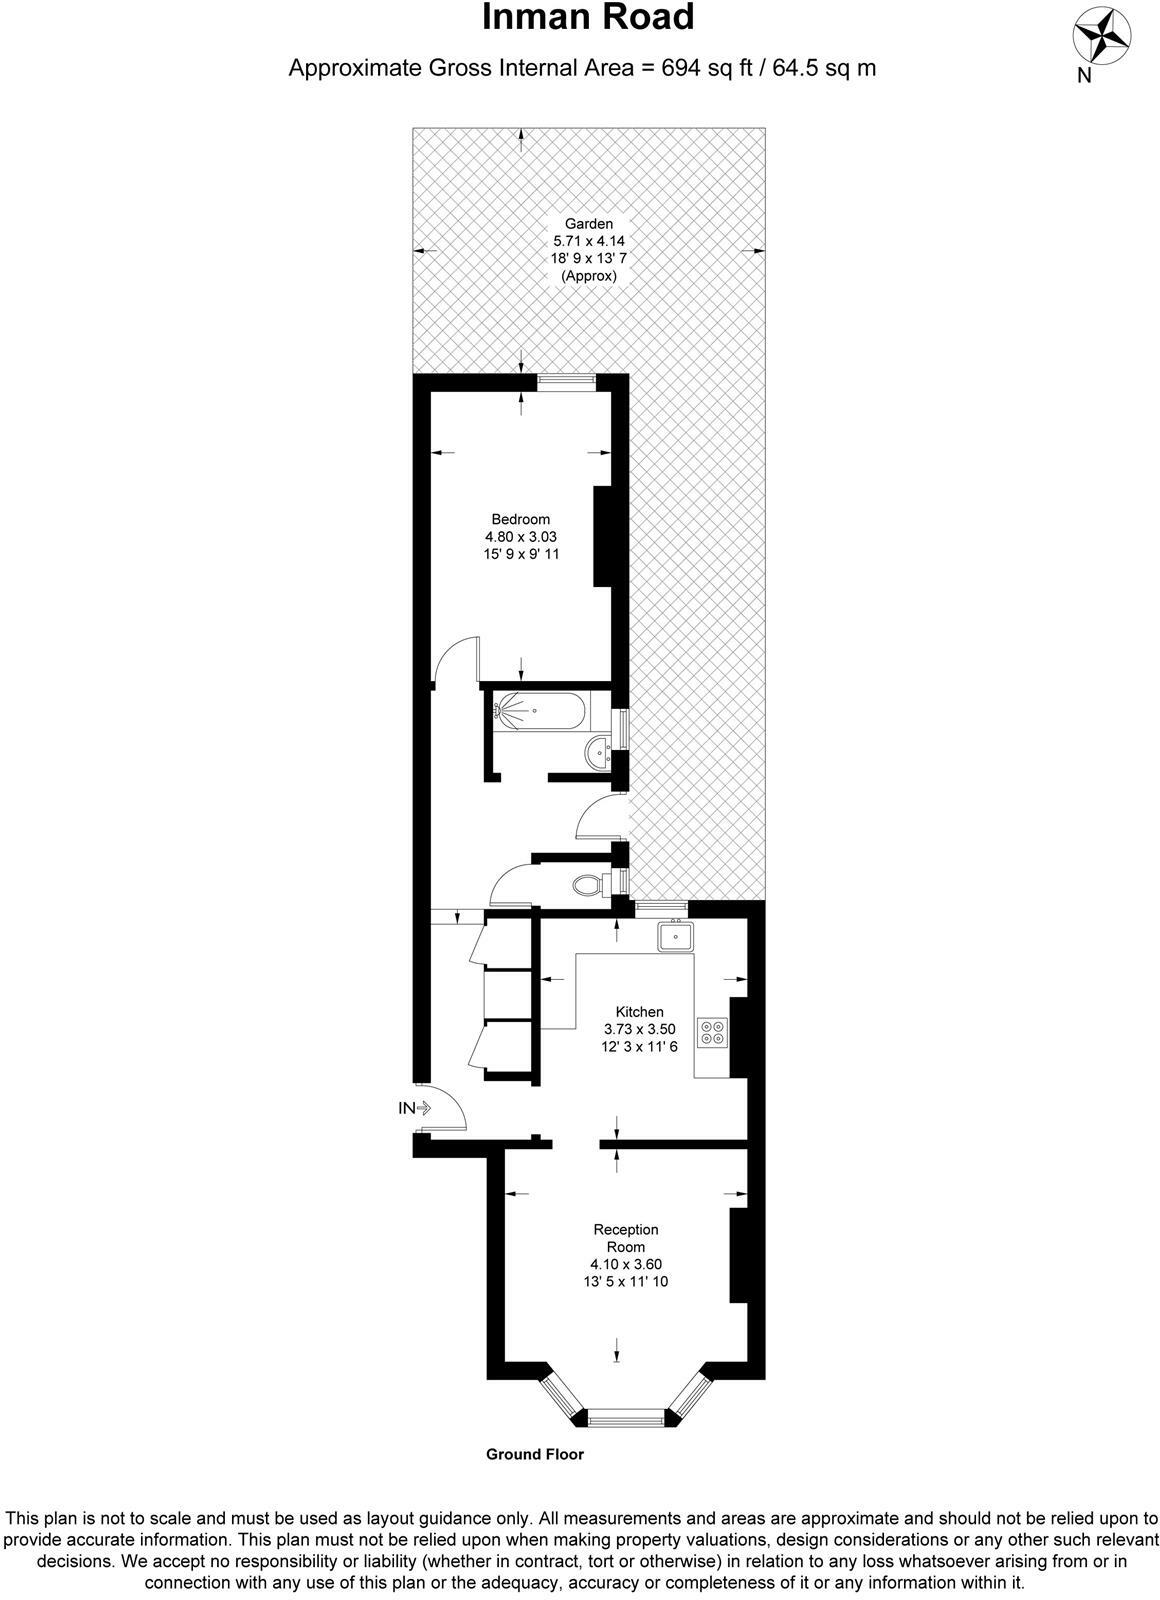 Inman Road
Approximate Gross Internal Area = 694 sq ft / 64.5 sq m
N
Garden
5.71 x 4.14
18' 9 x 13' 7
(Approx)
Bedroom
4.80 x 3.03
15' 9 x 9' 11
Kitchen
3.73 x 3.50
12' 3 x 11' 6
IN
Reception
Room
4.10 x 3.60
13' 5 x 11' 10
Ground Floor
This plan is not to scale and must be used as layout guidance only. All measurements and areas are approximate and should not be relied upon to
provide accurate information. This plan must not be relied upon when making property valuations, design considerations or any other such relevant
decisions. We accept no responsibility or liability (whether in contract, tort or otherwise) in relation to any loss whatsoever arising from or in
connection with any use of this plan or the adequacy, accuracy or completeness of it or any information within it.